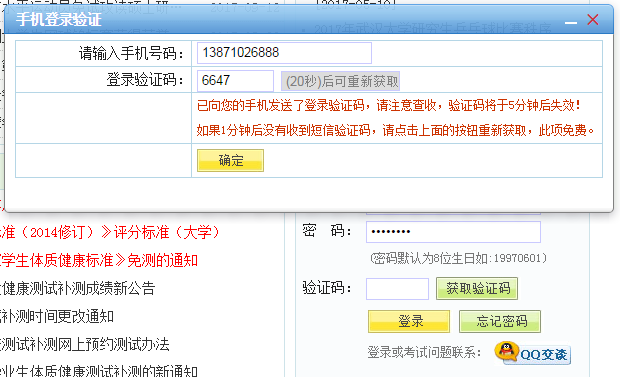 手机登录验证
请输入手机号码：
13871026888
登录验证码：
6647
(20秒)后可重新获取
已向您的手机发送了登录验证码，请注意查收，验证码将于5分钟后失效！
如果1分钟后没有收到短信验证码，请点击上面的按钮重新获取，此项免费。
确定
准（2014修订）》评分标准（大学）
学生体质健康标准》免测的通知
健康测试补测成绩新公告
补测时间更改通知
测试补测网上预约测试办法
业生体质健康测试补测的新通知
密 码：
••••••••
(密码默认为8位生日如:19970601)
验证码：
获取验证码
登录
忘记密码
登录或考试问题联系：
QQ交谈